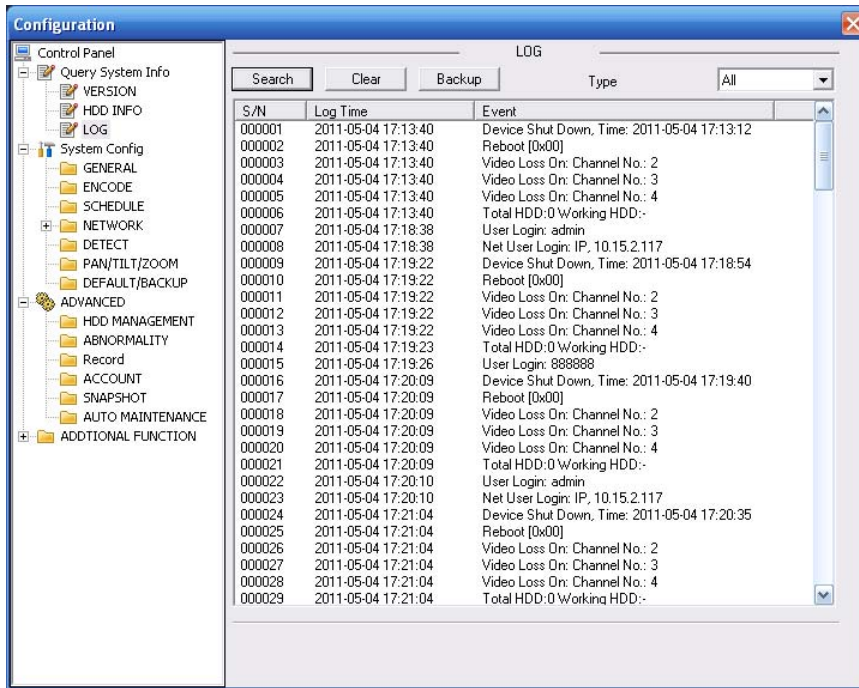 Configuration
Control Panel
Query System Info
VERSION
HDD INFO
LOG
System Config
GENERAL
ENCODE
SCHEDULE
NETWORK
DETECT
PAN/TILT/ZOOM
DEFAULT/BACKUP
ADVANCED
HDD MANAGEMENT
ABNORMALITY
Record
ACCOUNT
SNAPSHOT
AUTO MAINTENANCE
ADDTIONAL FUNCTION
LOG
Search Clear Backup Type All
S/N Log Time Event
000001 2011-05-04 17:13:40 Device Shut Down, Time: 2011-05-04 17:13:12
000002 2011-05-04 17:13:40 Reboot [0x00]
000003 2011-05-04 17:13:40 Video Loss On: Channel No.: 2
000004 2011-05-04 17:13:40 Video Loss On: Channel No.: 3
000005 2011-05-04 17:13:40 Video Loss On: Channel No.: 4
000006 2011-05-04 17:13:40 Total HDD:0 Working HDD:-
000007 2011-05-04 17:18:38 User Login: admin
000008 2011-05-04 17:18:38 Net User Login: IP, 10.15.2.117
000009 2011-05-04 17:19:22 Device Shut Down, Time: 2011-05-04 17:18:54
000010 2011-05-04 17:19:22 Reboot [0x00]
000011 2011-05-04 17:19:22 Video Loss On: Channel No.: 2
000012 2011-05-04 17:19:22 Video Loss On: Channel No.: 3
000013 2011-05-04 17:19:22 Video Loss On: Channel No.: 4
000014 2011-05-04 17:19:23 Total HDD:0 Working HDD:-
000015 2011-05-04 17:19:26 User Login: 888888
000016 2011-05-04 17:20:09 Device Shut Down, Time: 2011-05-04 17:19:40
000017 2011-05-04 17:20:09 Reboot [0x00]
000018 2011-05-04 17:20:09 Video Loss On: Channel No.: 2
000019 2011-05-04 17:20:09 Video Loss On: Channel No.: 3
000020 2011-05-04 17:20:09 Video Loss On: Channel No.: 4
000021 2011-05-04 17:20:09 Total HDD:0 Working HDD:-
000022 2011-05-04 17:20:10 User Login: admin
000023 2011-05-04 17:20:10 Net User Login: IP, 10.15.2.117
000024 2011-05-04 17:21:04 Device Shut Down, Time: 2011-05-04 17:20:35
000025 2011-05-04 17:21:04 Reboot [0x00]
000026 2011-05-04 17:21:04 Video Loss On: Channel No.: 2
000027 2011-05-04 17:21:04 Video Loss On: Channel No.: 3
000028 2011-05-04 17:21:04 Video Loss On: Channel No.: 4
000029 2011-05-04 17:21:04 Total HDD:0 Working HDD:-